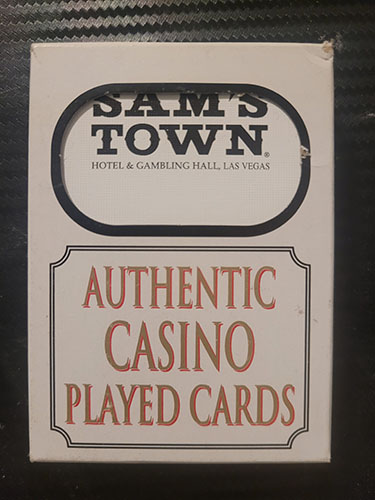 SAM'S
TOWN®
HOTEL & GAMBLING HALL, LAS VEGAS
AUTHENTIC
CASINO
PLAYED CARDS